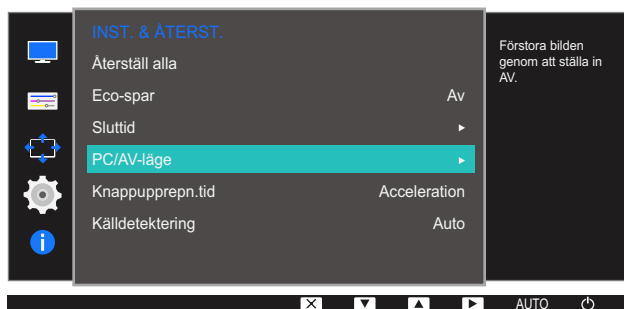 INST. & ÅTERST.
Återställ alla
Eco-spar Av
Sluttid
PC/AV-läge
Knappupprepn.tid Acceleration
Källdetektering Auto
Förstora bilden
genom att ställa in
AV.
AUTO